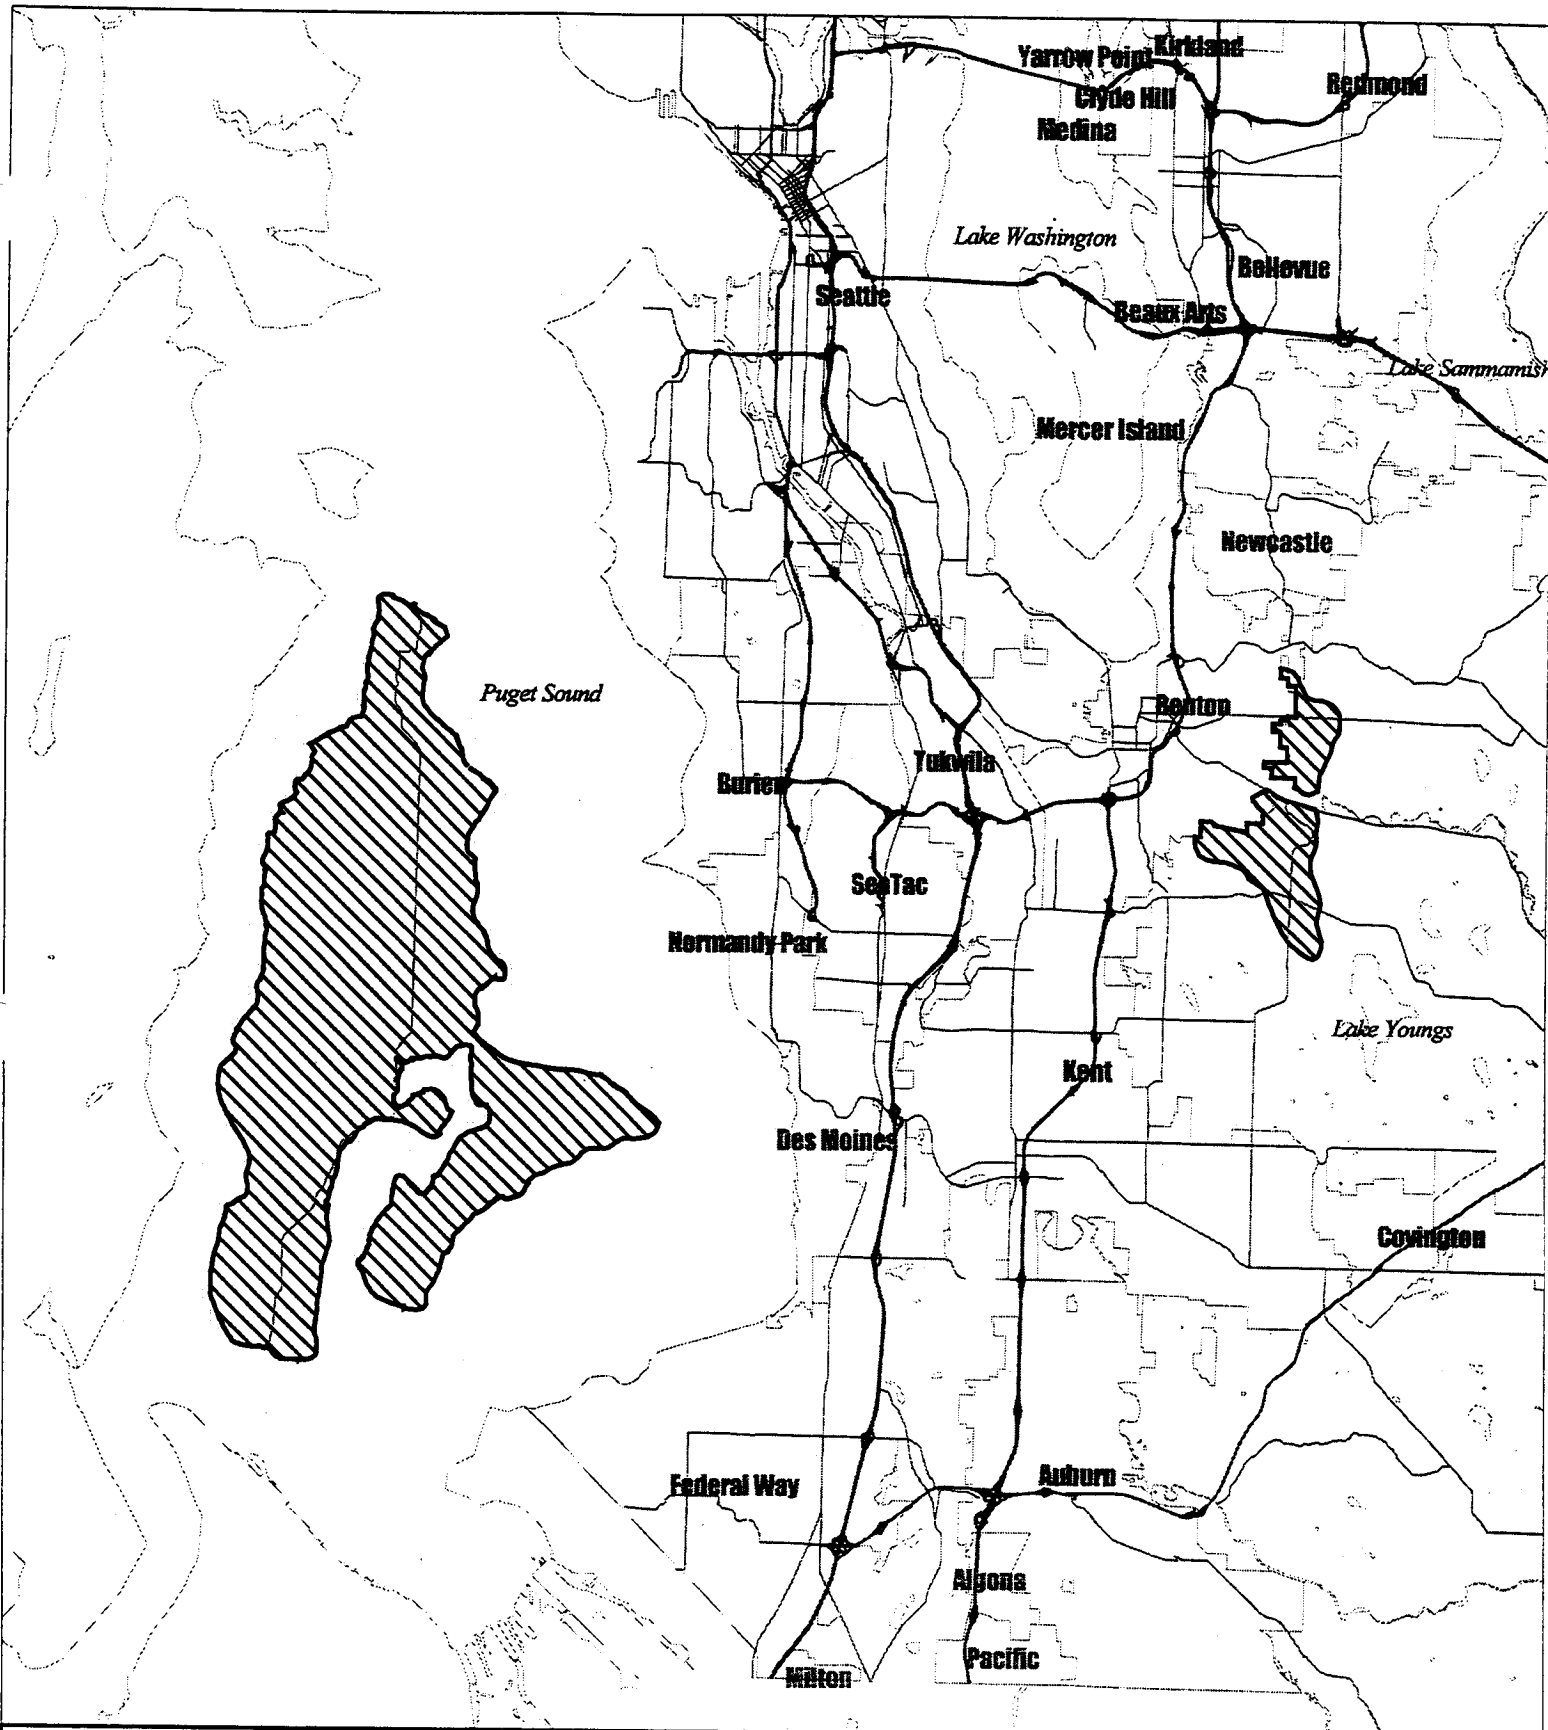 Yarrow Point
Kirkland
Redmond
Clyde Hill
Medina
Lake Washington
Bellevue
Seattle
Beaux Arts
Lake Sammamish
Mercer Island
Newcastle
Puget Sound
Renton
Tukwila
Burien
SeaTac
Normandy Park
Lake Youngs
Kent
Des Moines
Covington
Auburn
Federal Way
Algona
Pacific
Milton